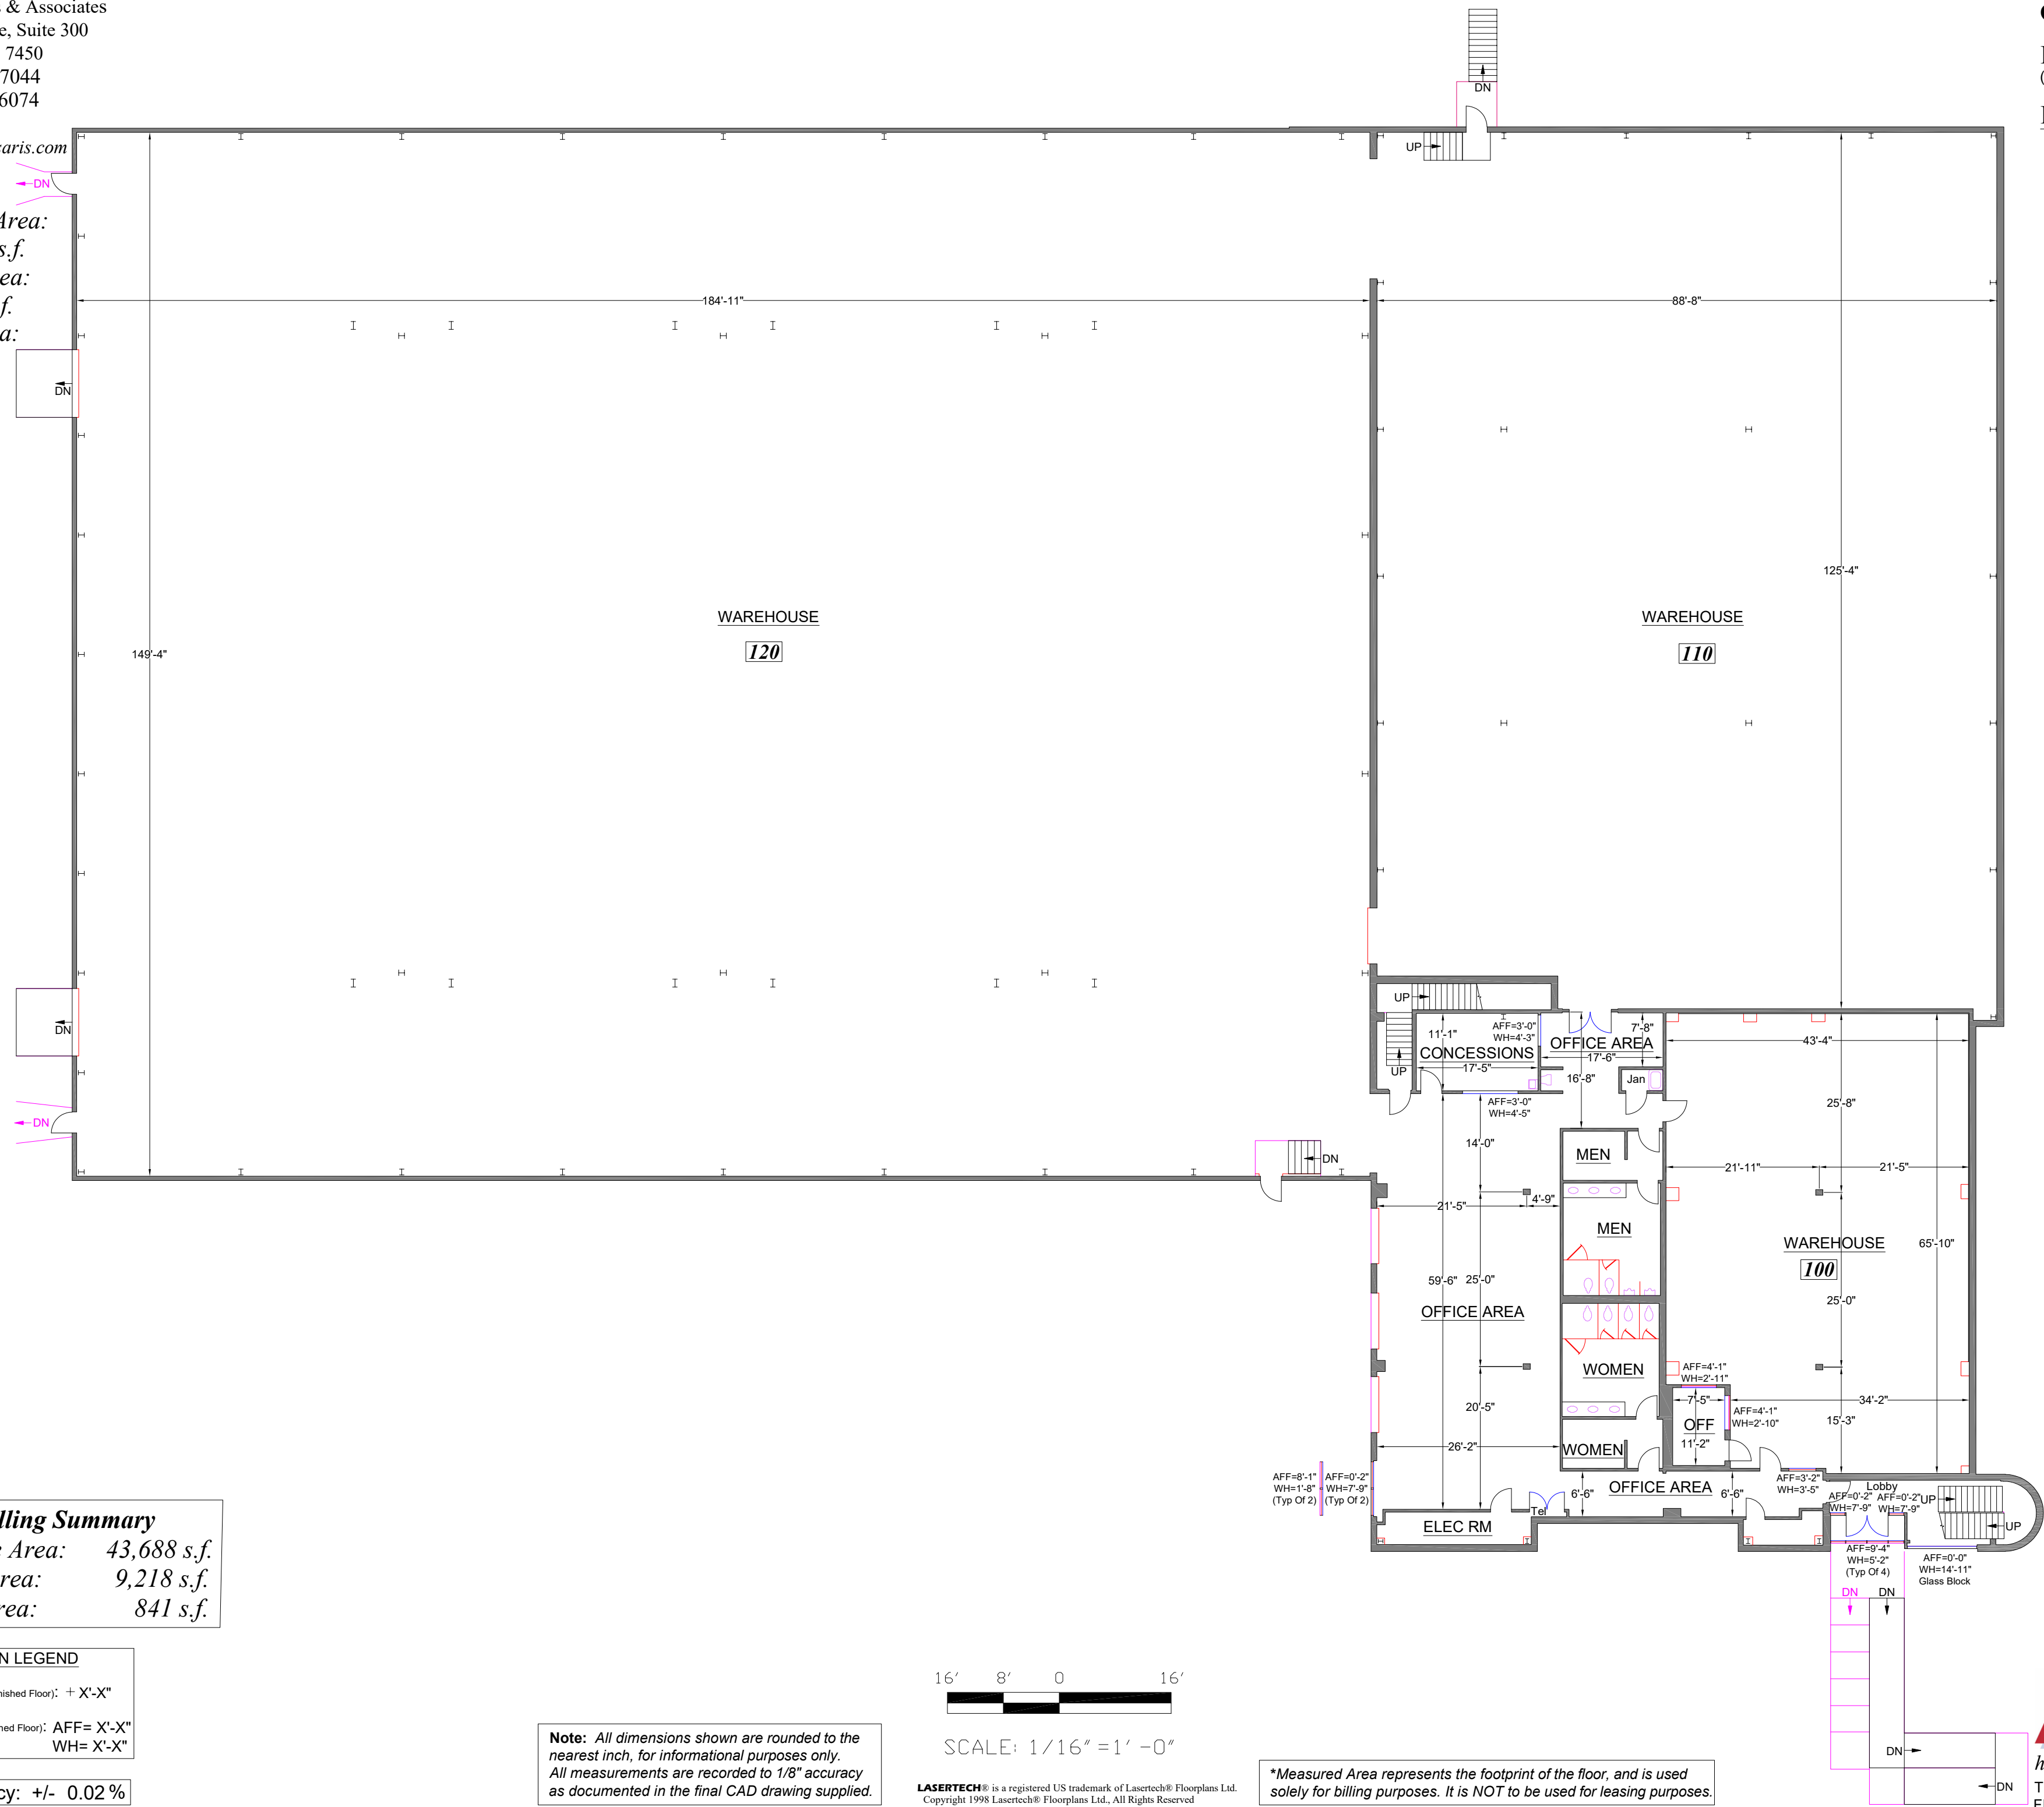 & Associates
e, Suite 300
7450
7044
6074
aris.com
Area:
s.f.
ea:
f.
a:
DN
DN
DN
DN
DN
UP
184'-11"
88'-8"
149'-4"
125'-4"
WAREHOUSE
120
WAREHOUSE
110
DN
UP
UP
11'-1"
CONCESSIONS
17'-5"
AFF=3'-0"
WH=4'-3"
AFF=3'-0"
WH=4'-5"
OFFICE AREA
7'-8"
17'-6"
16'-8"
Jan
43'-4"
25'-8"
14'-0"
21'-5"
4'-9"
59'-6"
25'-0"
OFFICE AREA
20'-5"
26'-2"
MEN
MEN
WOMEN
WOMEN
21'-11"
21'-5"
WAREHOUSE
100
65'-10"
25'-0"
AFF=4'-1"
WH=2'-11"
7'-5"
OFF
11'-2"
AFF=4'-1"
WH=2'-10"
34'-2"
15'-3"
AFF=8'-1"
WH=1'-8"
(Typ Of 2)
AFF=0'-2"
WH=7'-9"
(Typ Of 2)
ELEC RM
Tel
6'-6"
OFFICE AREA
6'-6"
AFF=3'-2"
WH=3'-5"
Lobby
AFF=0'-2"
WH=7'-9"
AFF=0'-2"
WH=7'-9"
UP
UP
AFF=9'-4"
WH=5'-2"
(Typ Of 4)
AFF=0'-0"
WH=14'-11"
Glass Block
DN
DN
DN
DN
lling Summary
Area: 43,688 s.f.
rea: 9,218 s.f.
rea: 841 s.f.
N LEGEND
nished Floor): + X'-X"
hed Floor): AFF= X'-X"
WH= X'-X"
cy: +/- 0.02 %
Note: All dimensions shown are rounded to the
nearest inch, for informational purposes only.
All measurements are recorded to 1/8" accuracy
as documented in the final CAD drawing supplied.
16' 8' 0 16'
SCALE: 1/16"=1'-0"
LASERTECH® is a registered US trademark of Lasertech® Floorplans Ltd.
Copyright 1998 Lasertech® Floorplans Ltd., All Rights Reserved
*Measured Area represents the footprint of the floor, and is used
solely for billing purposes. It is NOT to be used for leasing purposes.